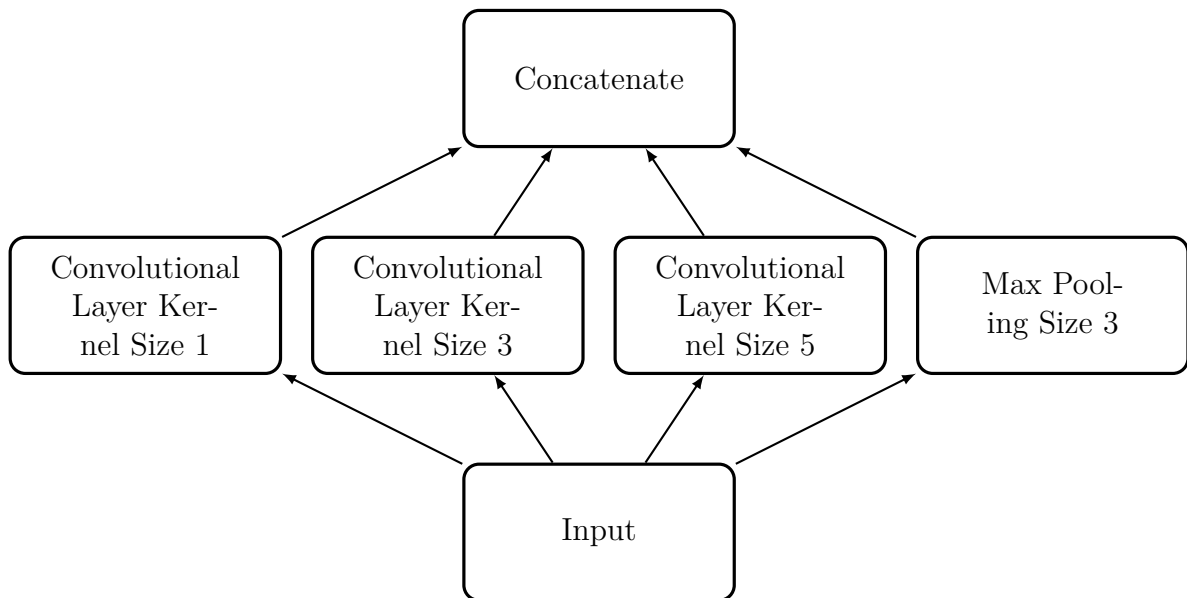 Concatenate
Convolutional
Layer Ker-
nel Size 1
Convolutional
Layer Ker-
nel Size 3
Convolutional
Layer Ker-
nel Size 5
Max Pool-
ing Size 3
Input